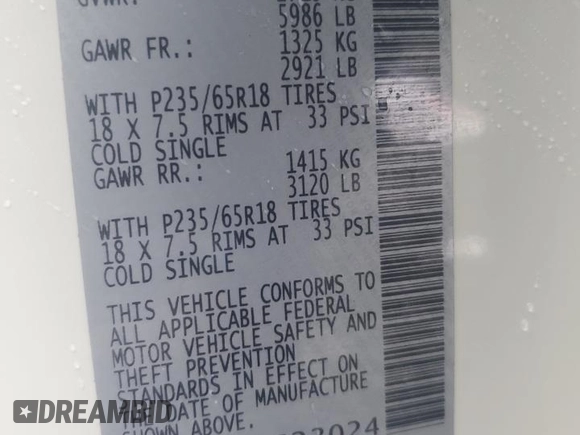 5986 LB
GAWR FR.: 1325 KG
2921 LB
WITH P235/65R18 TIRES
18 X 7.5 RIMS AT 33 PSI
COLD SINGLE
GAWR RR.: 1415 KG
3120 LB
WITH P235/65R18 TIRES
18 X 7.5 RIMS AT 33 PSI
COLD SINGLE
THIS VEHICLE CONFORMS TO
ALL APPLICABLE FEDERAL
MOTOR VEHICLE SAFETY AND
THEFT PREVENTION
STANDARDS IN EFFECT ON
THE DATE OF MANUFACTURE
SHOWN ABOVE.
DREAMBID